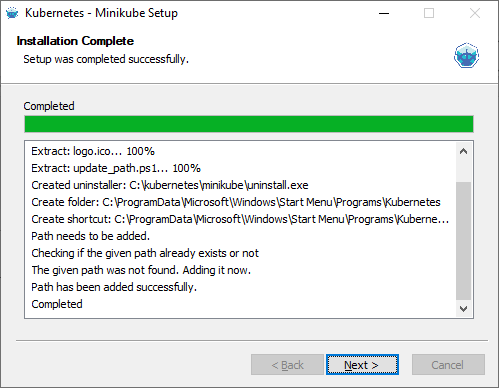 Kubernetes - Minikube Setup
Installation Complete
Setup was completed successfully.
Completed
Extract: logo.ico... 100%
Extract: update_path.ps1... 100%
Created uninstaller: C:\kubernetes\minikube\uninstall.exe
Create folder: C:\ProgramData\Microsoft\Windows\Start Menu\Programs\Kubernetes
Create shortcut: C:\ProgramData\Microsoft\Windows\Start Menu\Programs\Kuberne...
Path needs to be added.
Checking if the given path already exists or not
The given path was not found. Adding it now.
Path has been added successfully.
Completed
< Back Next > Cancel